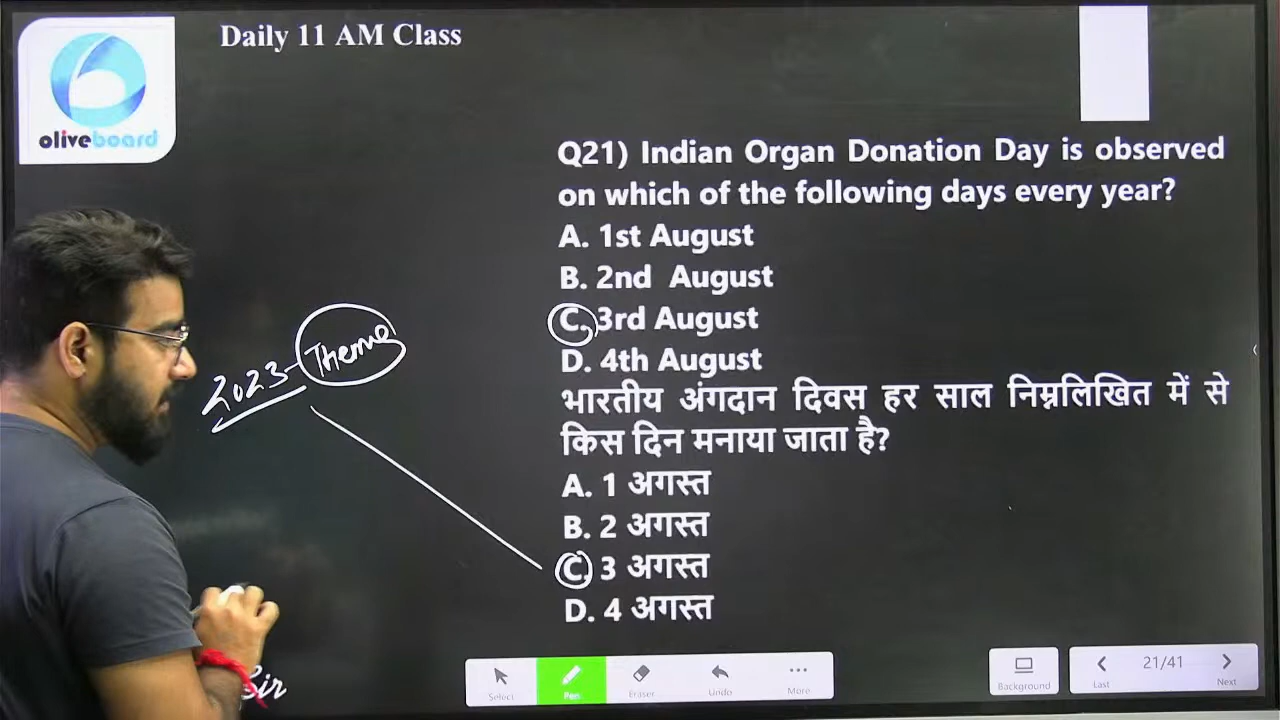 oliveboard
Daily 11 AM Class
Q21) Indian Organ Donation Day is observed
on which of the following days every year?
A. 1st August
B. 2nd August
C. 3rd August
D. 4th August
भारतीय अंगदान दिवस हर साल निम्नलिखित में से
किस दिन मनाया जाता है?
A. 1 अगस्त
B. 2 अगस्त
C. 3 अगस्त
D. 4 अगस्त
2023- Theme
Sir
Select
Pen
Eraser
Undo
More
Background
Last
21/41
Next